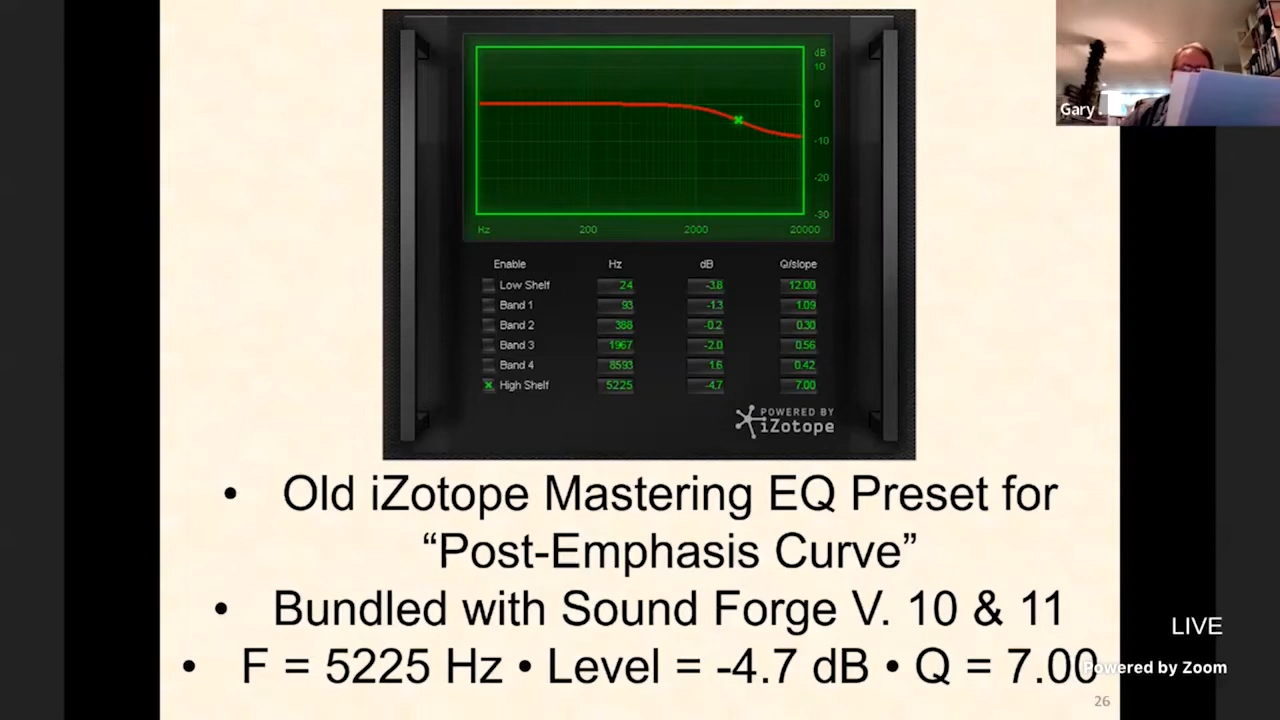 dB
10
0
-10
-20
-30
Hz 200 2000 20000
Enable Hz dB Q/slope
Low Shelf 24 -3.8 12.00
Band 1 93 -1.3 1.09
Band 2 388 -0.2 0.30
Band 3 1967 -2.0 0.56
Band 4 8593 1.6 0.42
High Shelf 5225 -4.7 7.00
POWERED BY
iZotope
Gary
• Old iZotope Mastering EQ Preset for
“Post-Emphasis Curve”
• Bundled with Sound Forge V. 10 & 11
• F = 5225 Hz • Level = -4.7 dB • Q = 7.00
LIVE
Powered by Zoom
26